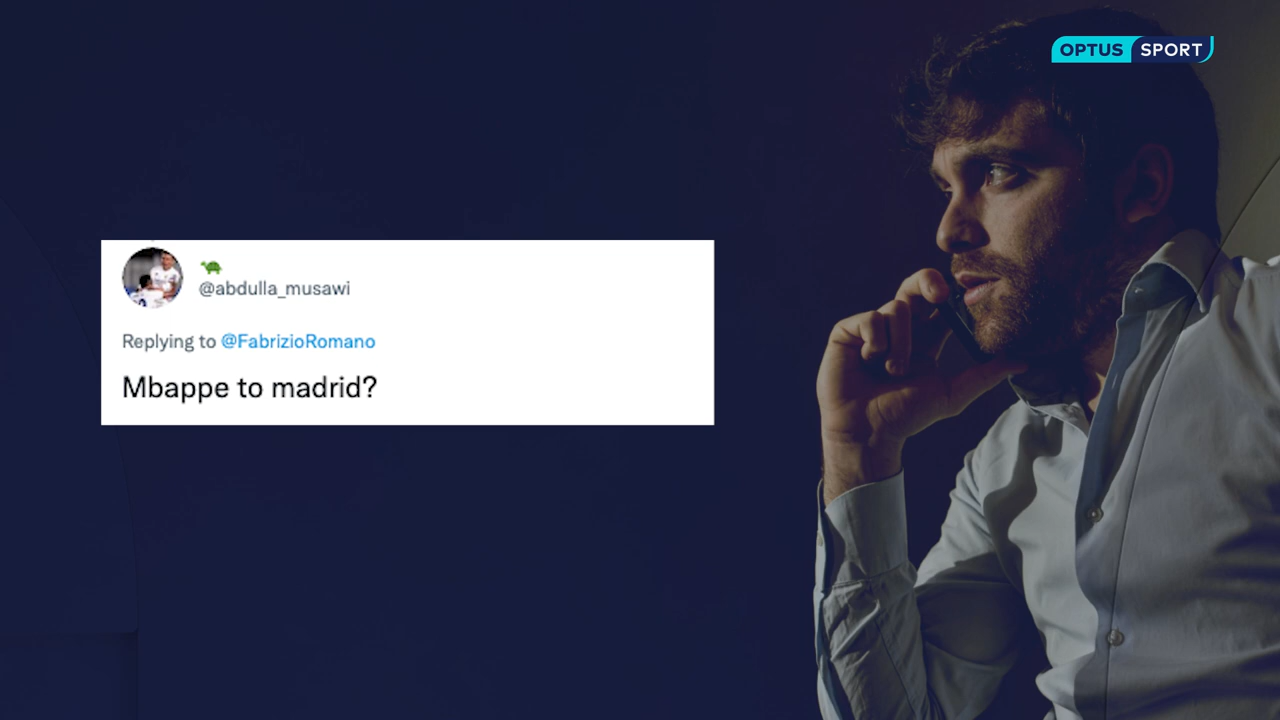 OPTUS SPORT
@abdulla_musawi
Replying to @FabrizioRomano
Mbappe to madrid?